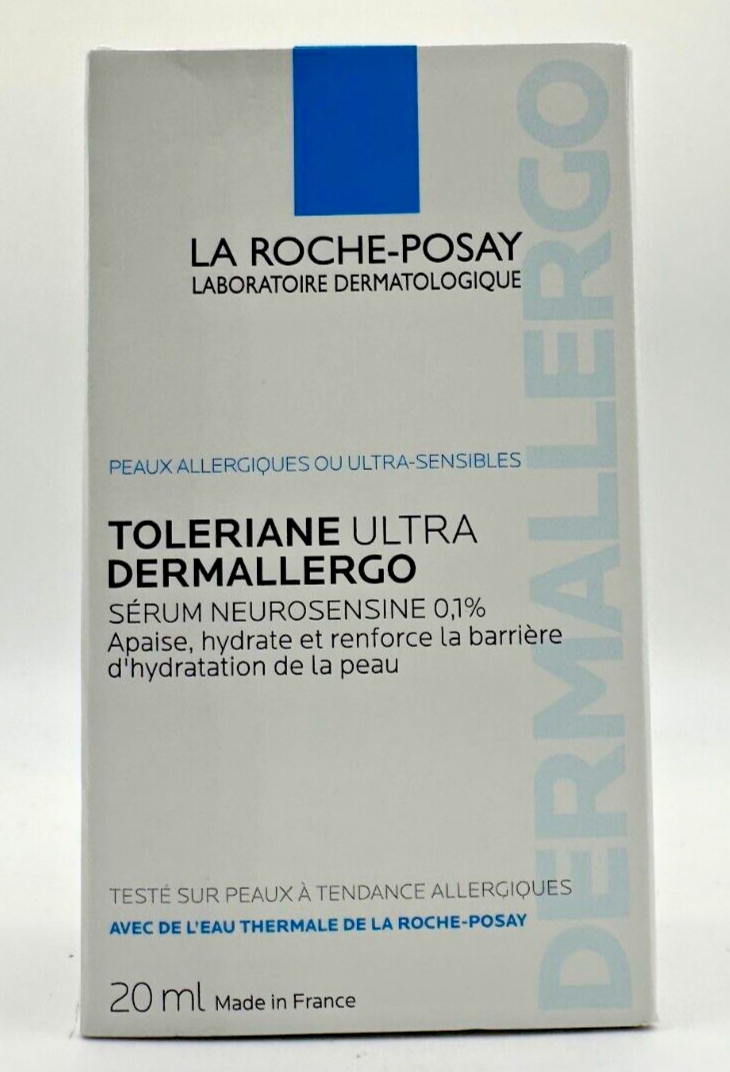 LA ROCHE-POSAY
LABORATOIRE DERMATOLOGIQUE
PEAUX ALLERGIQUES OU ULTRA-SENSIBLES
TOLERIANE ULTRA
DERMALLERGO
SÉRUM NEUROSENSINE 0,1%
Apaise, hydrate et renforce la barrière
d'hydratation de la peau
TESTÉ SUR PEAUX À TENDANCE ALLERGIQUES
AVEC DE L'EAU THERMALE DE LA ROCHE-POSAY
20 ml Made in France
DERMALLERGO